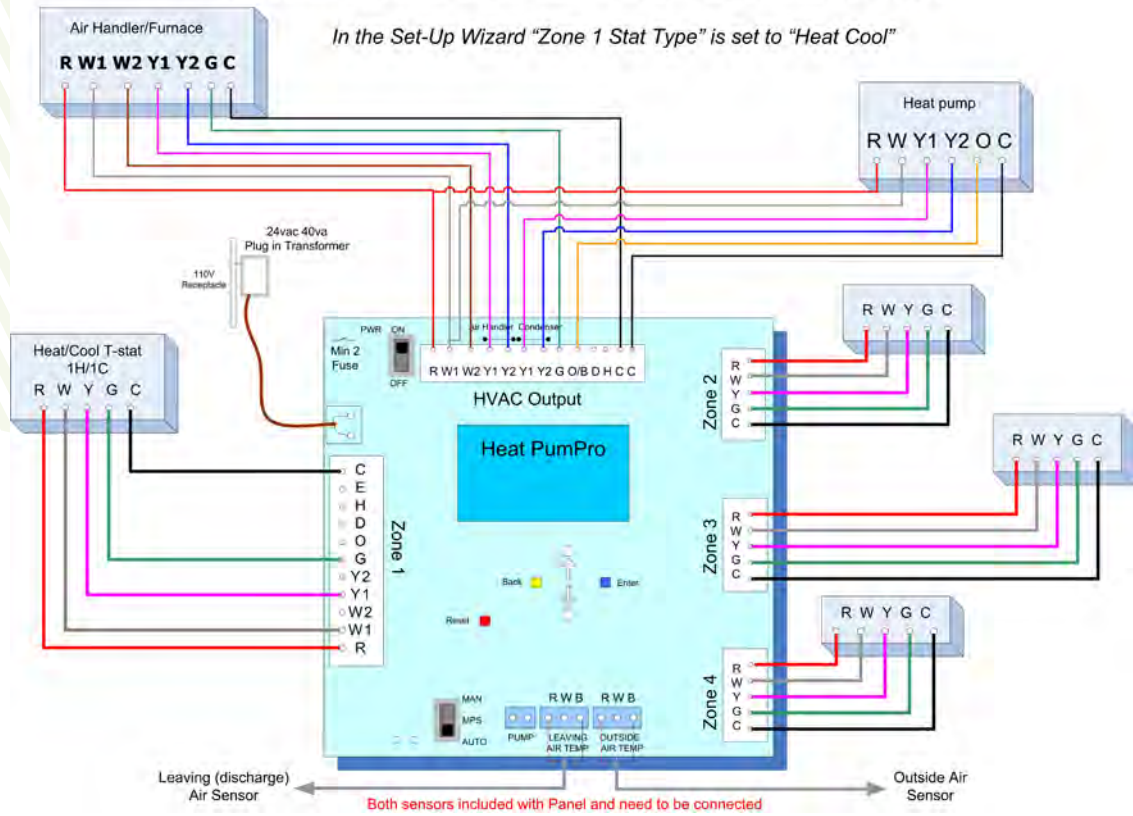 In the Set-Up Wizard “Zone 1 Stat Type” is set to “Heat Cool”
Air Handler/Furnace
R W1 W2 Y1 Y2 G C
Heat pump
R W Y1 Y2 O C
24vac 40va
Plug in Transformer
110V
Receptacle
Heat/Cool T-stat
1H/1C
R W Y G C
PWR
ON
OFF
Min 2
Fuse
Air Handler
Condenser
R W1 W2 Y1 Y2 Y1 Y2 G O/B D H C C
HVAC Output
Heat PumPro
Zone 1
C
E
H
D
O
G
Y2
Y1
W2
W1
R
Back
Enter
Reset
MAN
MPS
AUTO
PUMP
R W B
LEAVING
AIR TEMP
R W B
OUTSIDE
AIR TEMP
Zone 2
R
W
Y
G
C
R W Y G C
Zone 3
R
W
Y
G
C
R W Y G C
Zone 4
R
W
Y
G
C
R W Y G C
Leaving (discharge)
Air Sensor
Outside Air
Sensor
Both sensors included with Panel and need to be connected